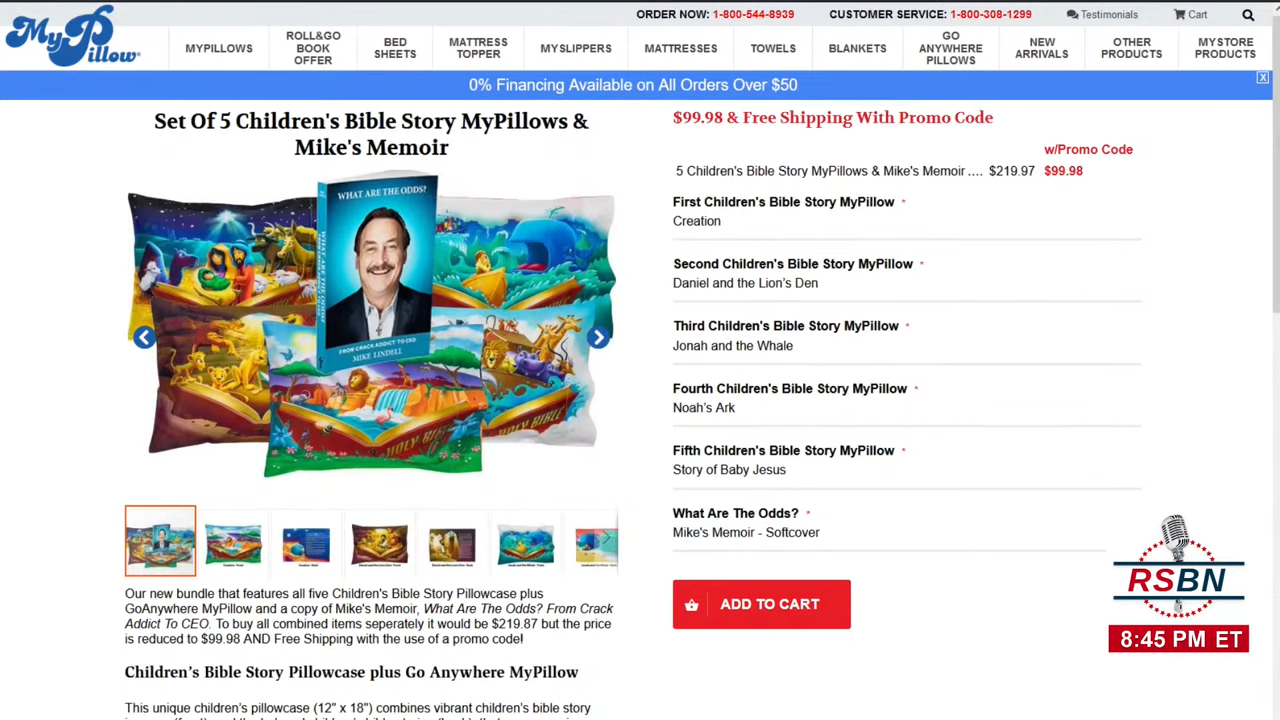 MyPillow
ORDER NOW: 1-800-544-8939
CUSTOMER SERVICE: 1-800-308-1299
Testimonials
Cart
MYPILLOWS
ROLL&GO
BOOK
OFFER
BED
SHEETS
MATTRESS
TOPPER
MYSLIPPERS
MATTRESSES
TOWELS
BLANKETS
GO
ANYWHERE
PILLOWS
NEW
ARRIVALS
OTHER
PRODUCTS
MYSTORE
PRODUCTS
0% Financing Available on All Orders Over $50
X
Set Of 5 Children's Bible Story MyPillows &
Mike's Memoir
WHAT ARE THE ODDS?
WHAT ARE THE ODDS?
FROM CRACK ADDICT TO CEO
MIKE LINDELL
HOLY BIBLE
HOLY BIBLE
Our new bundle that features all five Children's Bible Story Pillowcase plus
GoAnywhere MyPillow and a copy of Mike's Memoir, What Are The Odds? From Crack
Addict To CEO. To buy all combined items seperately it would be $219.87 but the price
is reduced to $99.98 AND Free Shipping with the use of a promo code!
Children's Bible Story Pillowcase plus Go Anywhere MyPillow
This unique children's pillowcase (12" x 18") combines vibrant children's bible story
$99.98 & Free Shipping With Promo Code
w/Promo Code
5 Children's Bible Story MyPillows & Mike's Memoir .... $219.97 $99.98
First Children's Bible Story MyPillow *
Creation
Second Children's Bible Story MyPillow *
Daniel and the Lion's Den
Third Children's Bible Story MyPillow *
Jonah and the Whale
Fourth Children's Bible Story MyPillow *
Noah's Ark
Fifth Children's Bible Story MyPillow *
Story of Baby Jesus
What Are The Odds? *
Mike's Memoir - Softcover
ADD TO CART
RSBN
8:45 PM ET